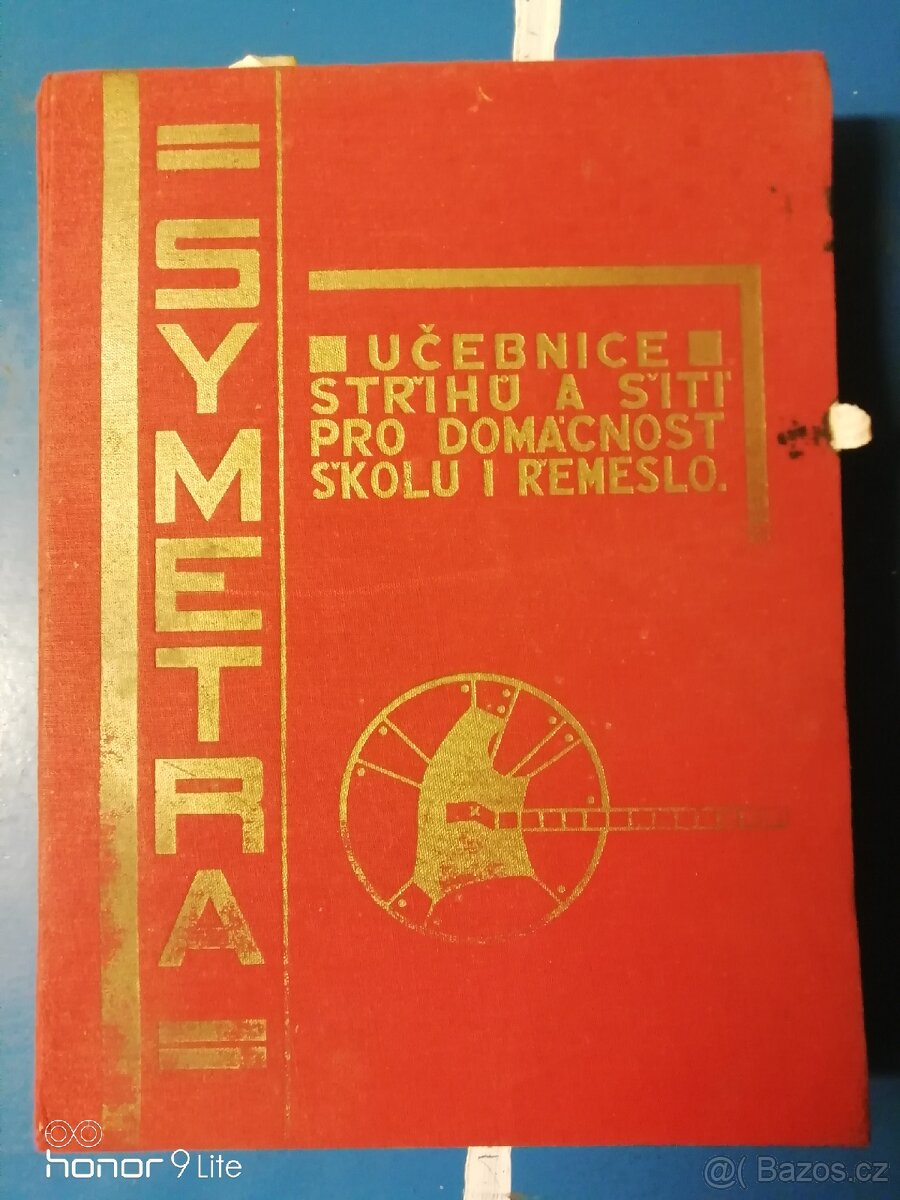 SYMETRA
UČEBNICE
STŘIHŮ A ŠITÍ
PRO DOMÁCNOST
ŠKOLU I ŘEMESLO.
honor 9 Lite
@( Bazos.cz